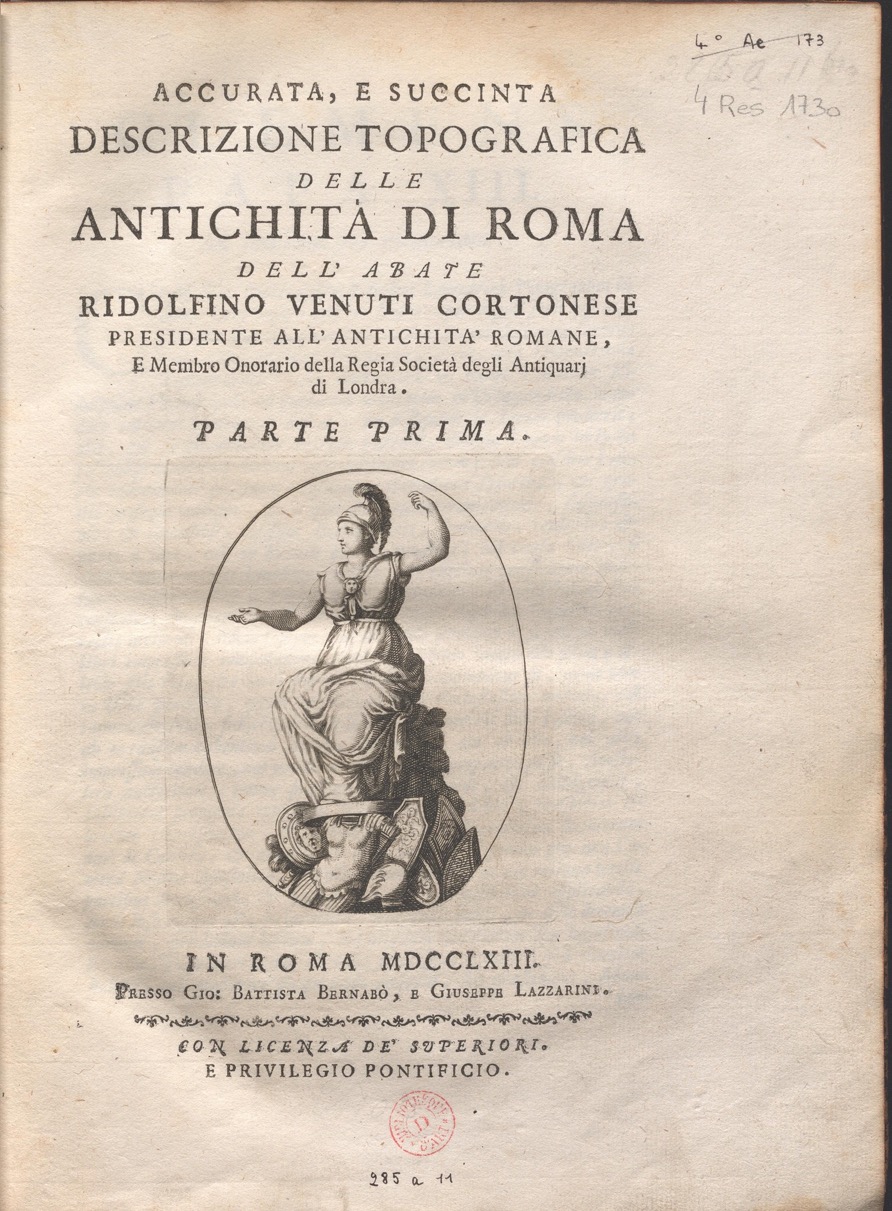 4° Ae 173
4 Res 1730
ACCURATA, E SUCCINTA
DESCRIZIONE TOPOGRAFICA
DELLE
ANTICHITÀ DI ROMA
DELL' ABATE
RIDOLFINO VENUTI CORTONESE
PRESIDENTE ALL' ANTICHITA' ROMANE,
E Membro Onorario della Regia Società degli Antiquarj
di Londra.
PARTE PRIMA.
IN ROMA MDCCLXIII.
PRESSO GIO: BATTISTA BERNABÒ, E GIUSEPPE LAZZARINI.
CON LICENZA DE' SUPERIORI.
E PRIVILEGIO PONTIFICIO.
BIBLIOTHEQUE
D'ART
D
285 a 11